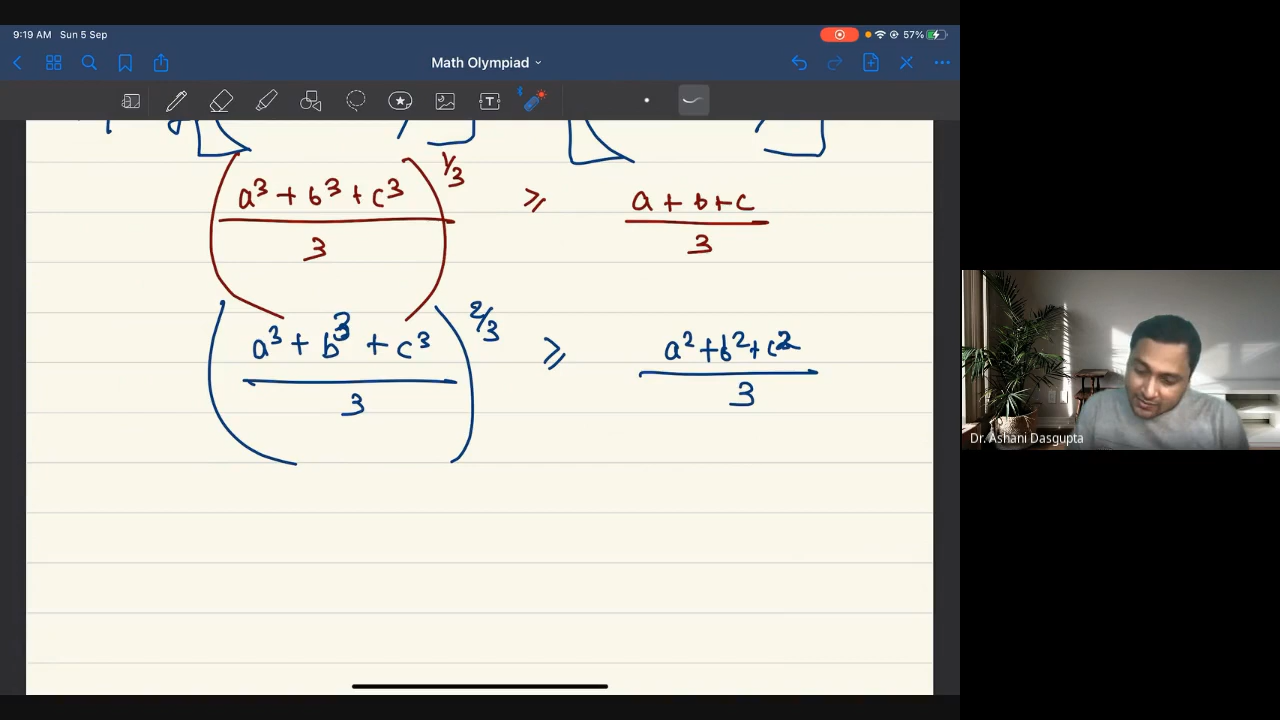 9:19 AM Sun 5 Sep
57%
Math Olympiad
T
(a³ + b³ + c³ / 3)^1/3 ⩾ a + b + c / 3
(a³ + b³ + c³ / 3)^2/3 ⩾ a² + b² + c² / 3
Dr. Ashani Dasgupta